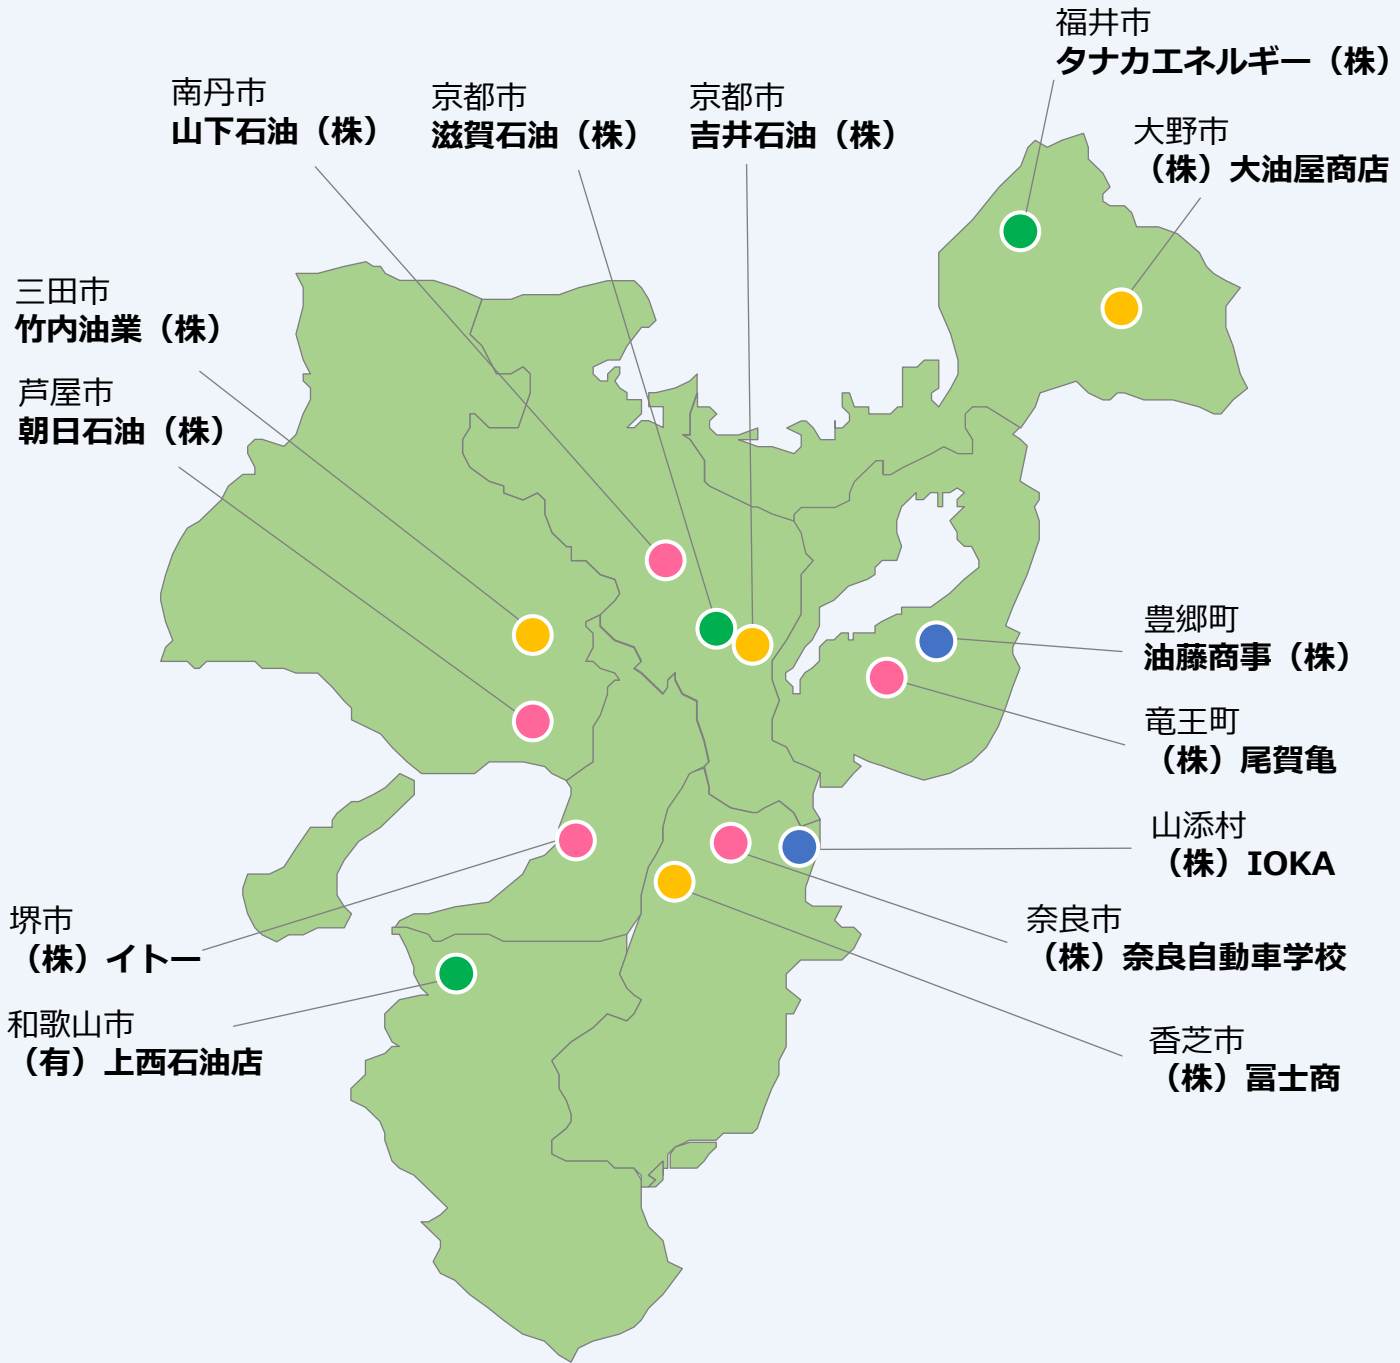 福井市
タナカエネルギー（株）
南丹市
山下石油（株）
京都市
滋賀石油（株）
京都市
吉井石油（株）
大野市
（株）大油屋商店
三田市
竹内油業（株）
芦屋市
朝日石油（株）
豊郷町
油藤商事（株）
竜王町
（株）尾賀亀
山添村
（株）IOKA
堺市
（株）イトー
奈良市
（株）奈良自動車学校
和歌山市
（有）上西石油店
香芝市
（株）冨士商